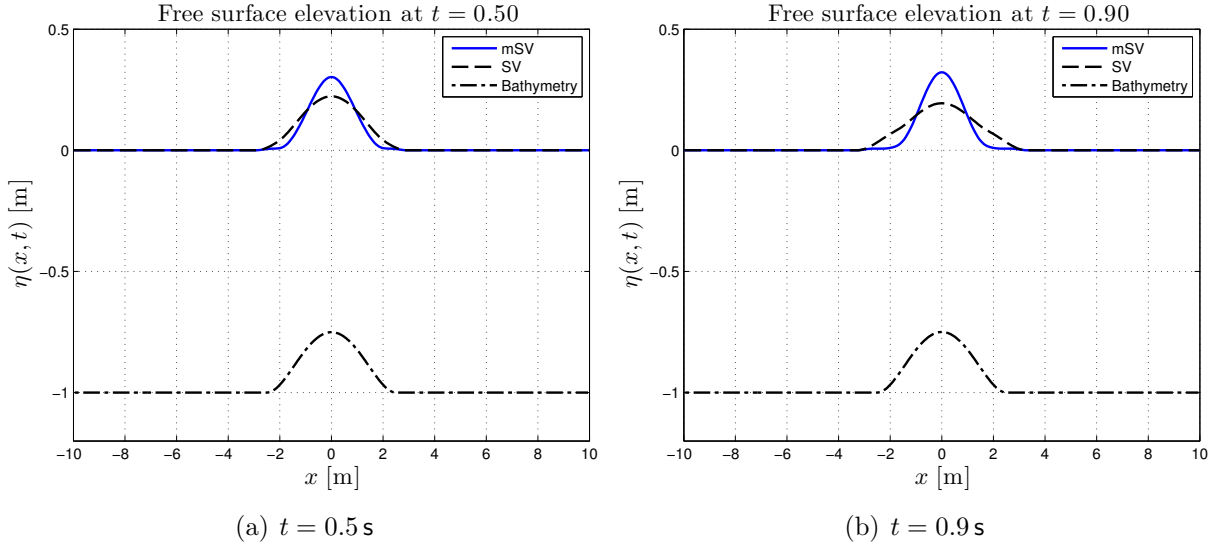 Free surface elevation at t = 0.50
mSV
SV
Bathymetry
0.5
0
−0.5
−1
η(x, t) [m]
−10 −8 −6 −4 −2 0 2 4 6 8 10
x [m]
(a) t = 0.5 s
Free surface elevation at t = 0.90
mSV
SV
Bathymetry
0.5
0
−0.5
−1
η(x, t) [m]
−10 −8 −6 −4 −2 0 2 4 6 8 10
x [m]
(b) t = 0.9 s